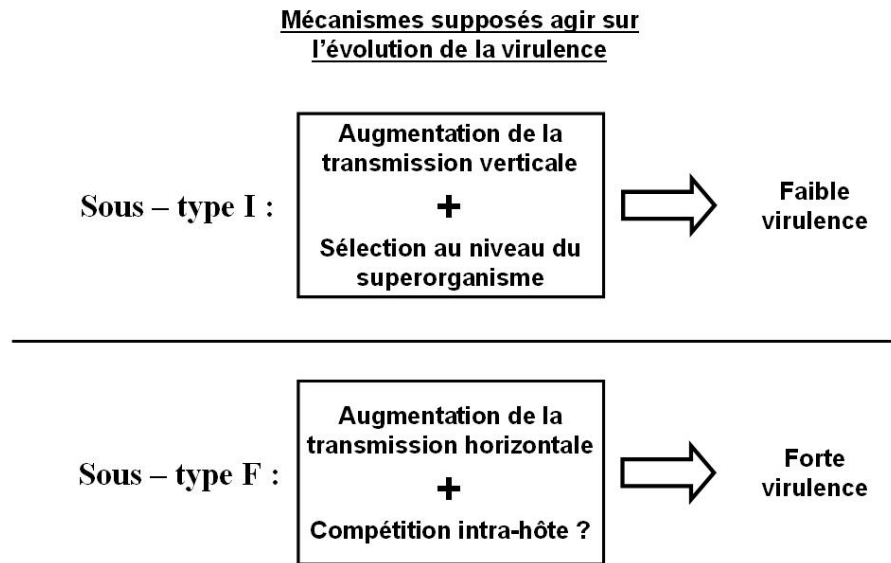 Mécanismes supposés agir sur
l'évolution de la virulence
Augmentation de la
transmission verticale
+
Sélection au niveau du
superorganisme
Sous – type I :
Faible
virulence
Augmentation de la
transmission horizontale
+
Compétition intra-hôte ?
Sous – type F :
Forte
virulence